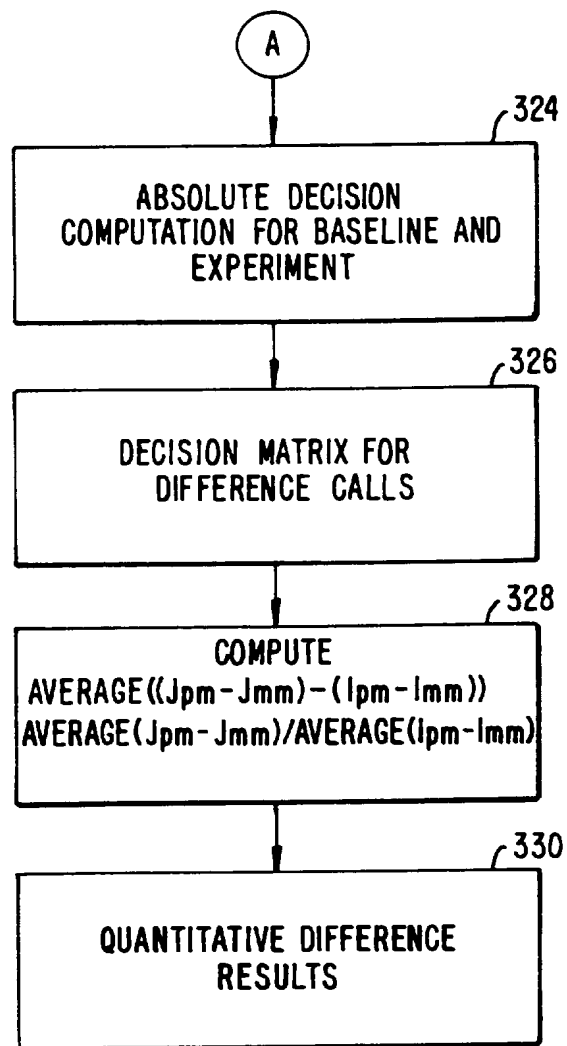 A
324
ABSOLUTE DECISION
COMPUTATION FOR BASELINE AND
EXPERIMENT
326
DECISION MATRIX FOR
DIFFERENCE CALLS
328
COMPUTE
AVERAGE((Jpm-Jmm)-(Ipm-Imm))
AVERAGE(Jpm-Jmm)/AVERAGE(Ipm-Imm)
330
QUANTITATIVE DIFFERENCE
RESULTS